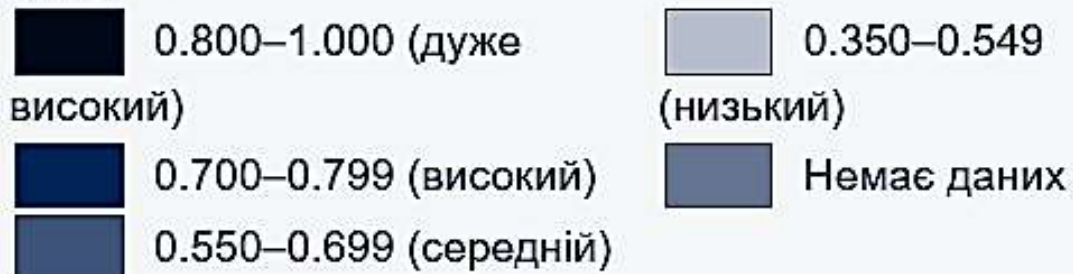 0.800–1.000 (дуже
високий)
0.700–0.799 (високий)
0.550–0.699 (середній)
0.350–0.549
(низький)
Немає даних